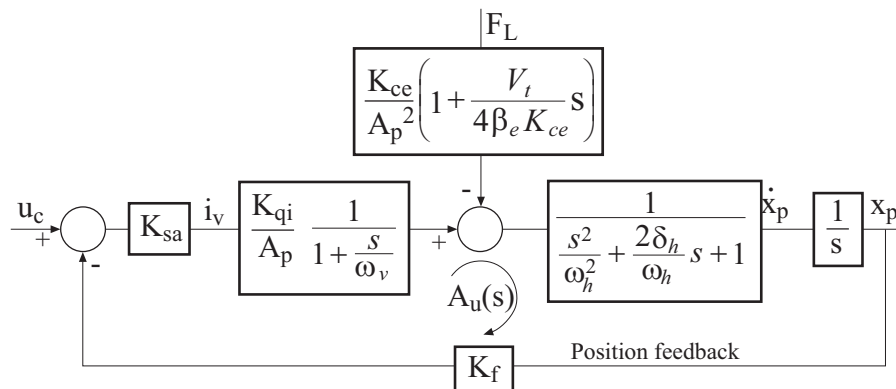 F_L
K_ce / A_p^2 ( 1 + V_t / 4β_e K_ce s )
-
u_c
+
-
K_sa
i_v
K_qi / A_p 1 / 1 + s / ω_v
+
1 / s^2 / ω_h^2 + 2δ_h / ω_h s + 1
ẋ_p
1 / s
x_p
A_u(s)
K_f
Position feedback